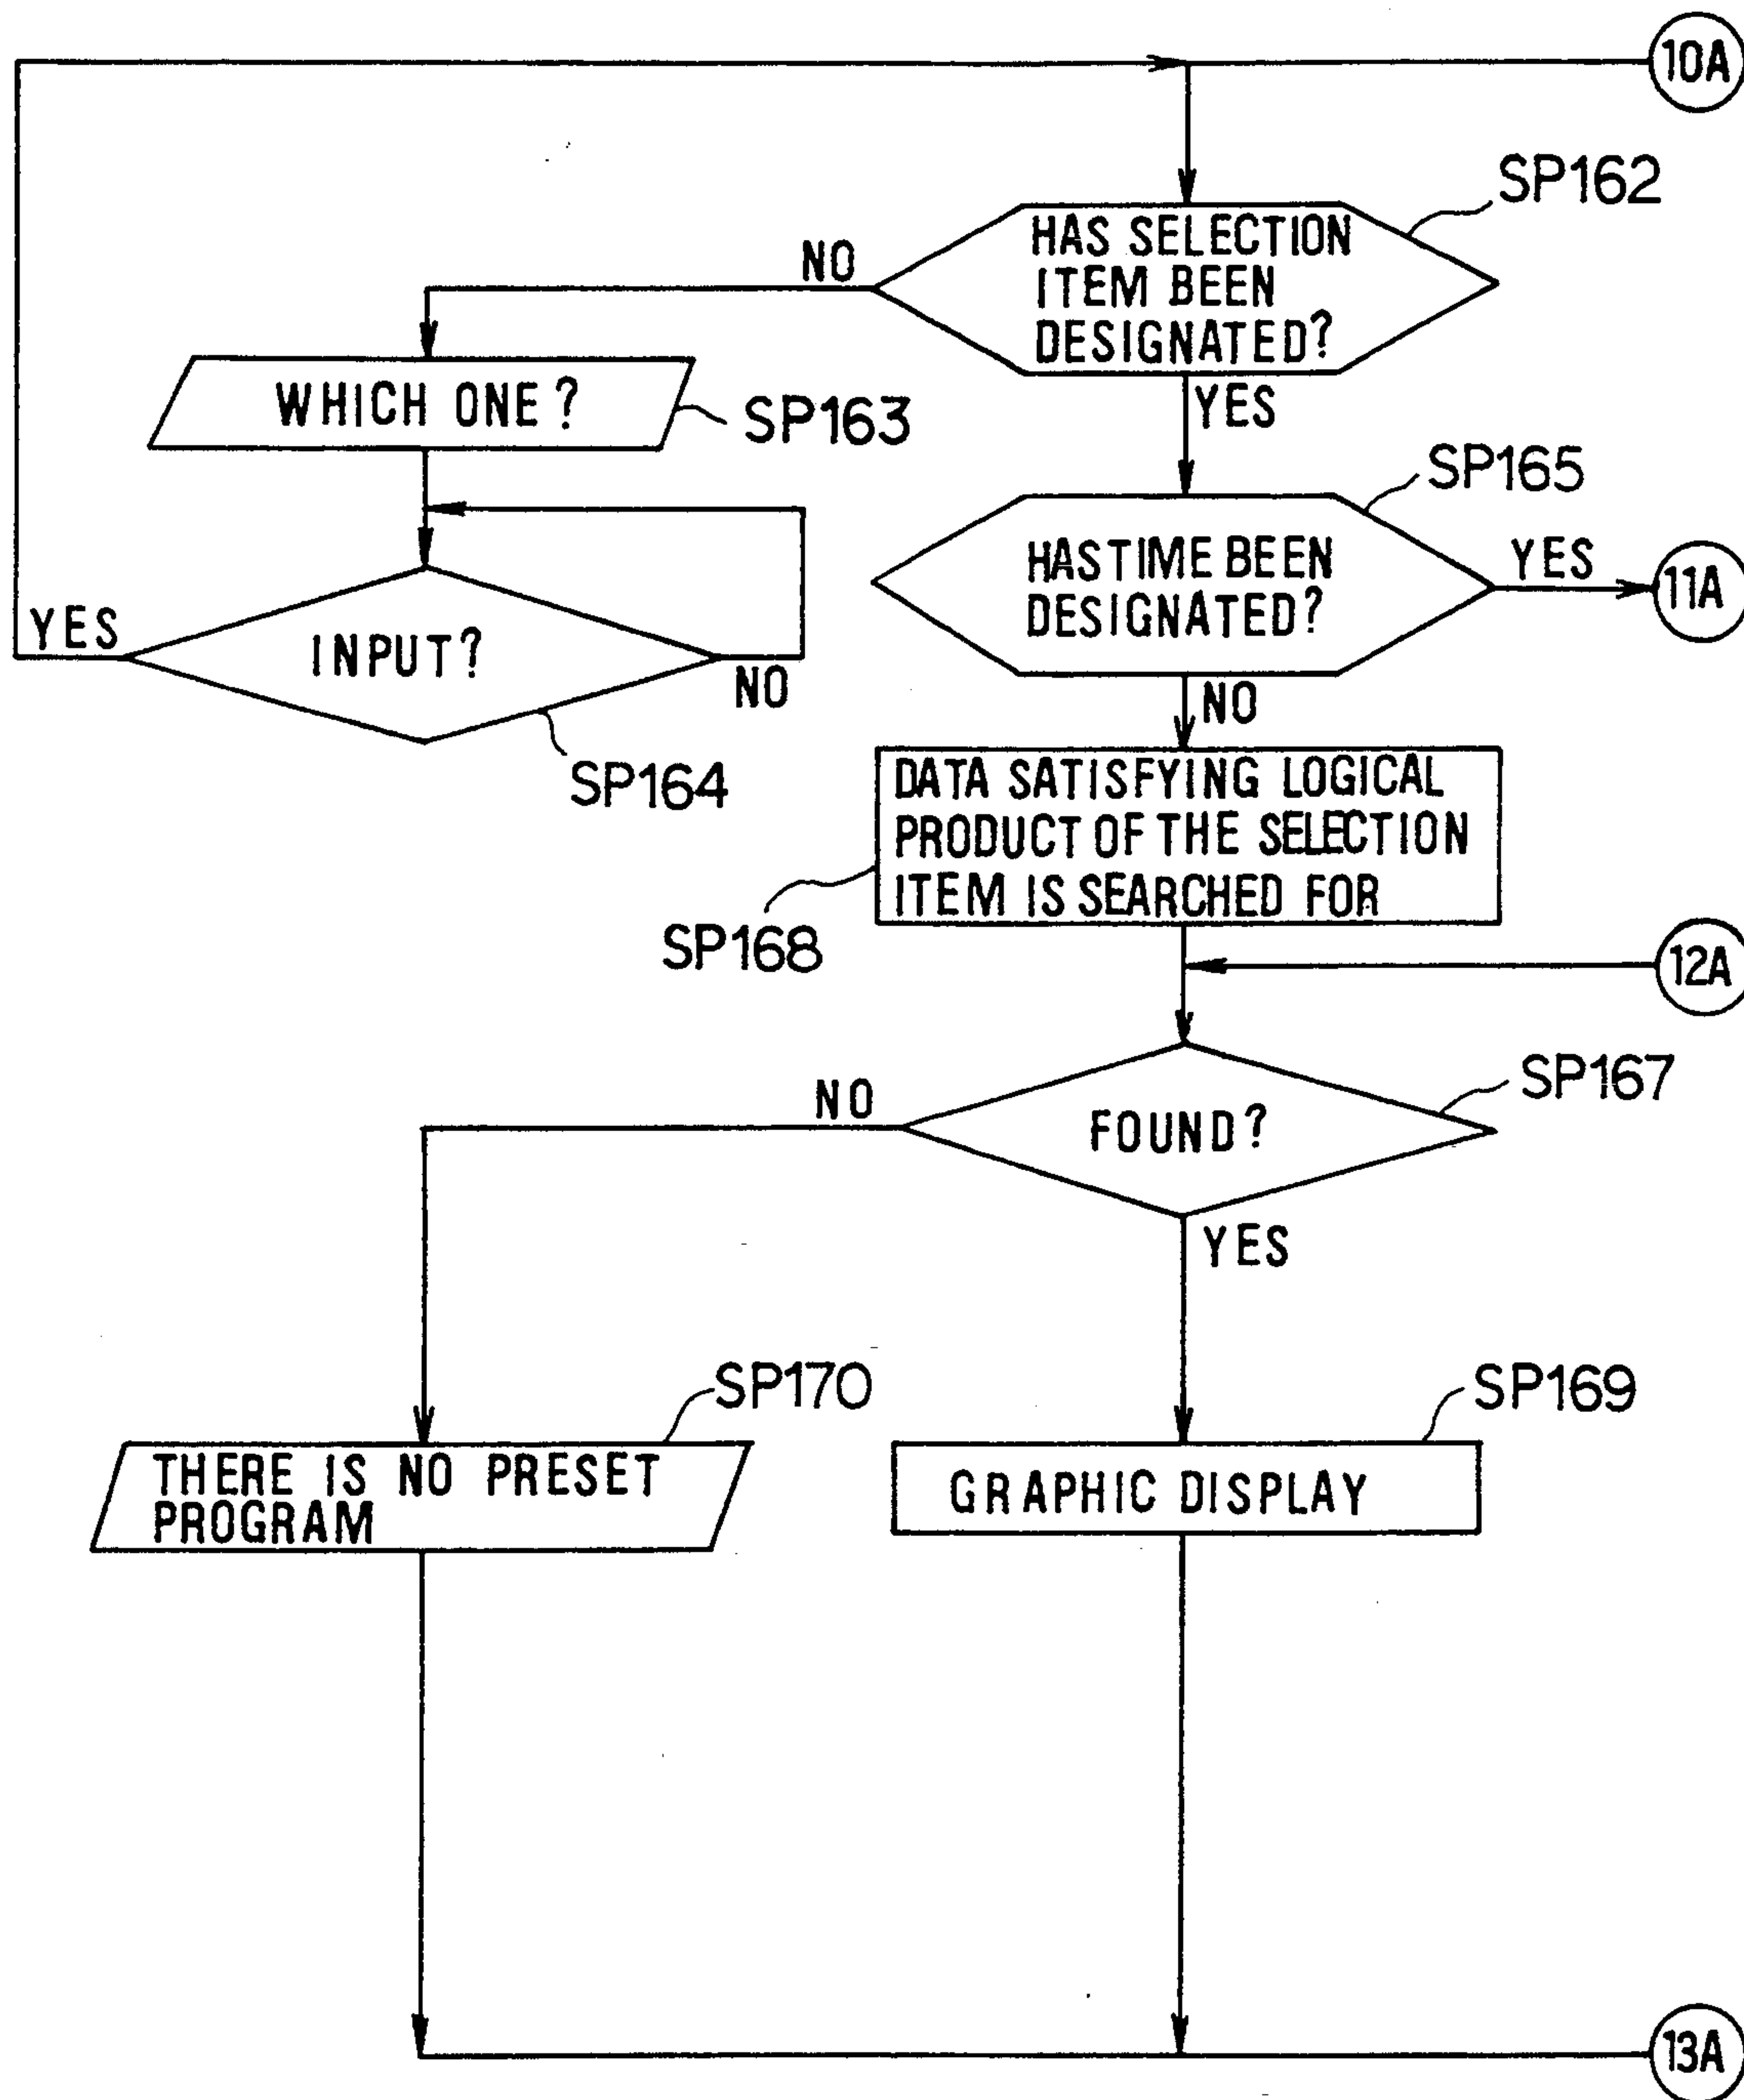 10A
SP162
HAS SELECTION
ITEM BEEN
DESIGNATED?
NO
YES
WHICH ONE?
SP163
SP165
HAS TIME BEEN
DESIGNATED?
YES
11A
INPUT?
YES
NO
SP164
NO
DATA SATISFYING LOGICAL
PRODUCT OF THE SELECTION
ITEM IS SEARCHED FOR
SP168
12A
SP167
FOUND?
NO
YES
SP170
THERE IS NO PRESET
PROGRAM
SP169
GRAPHIC DISPLAY
13A